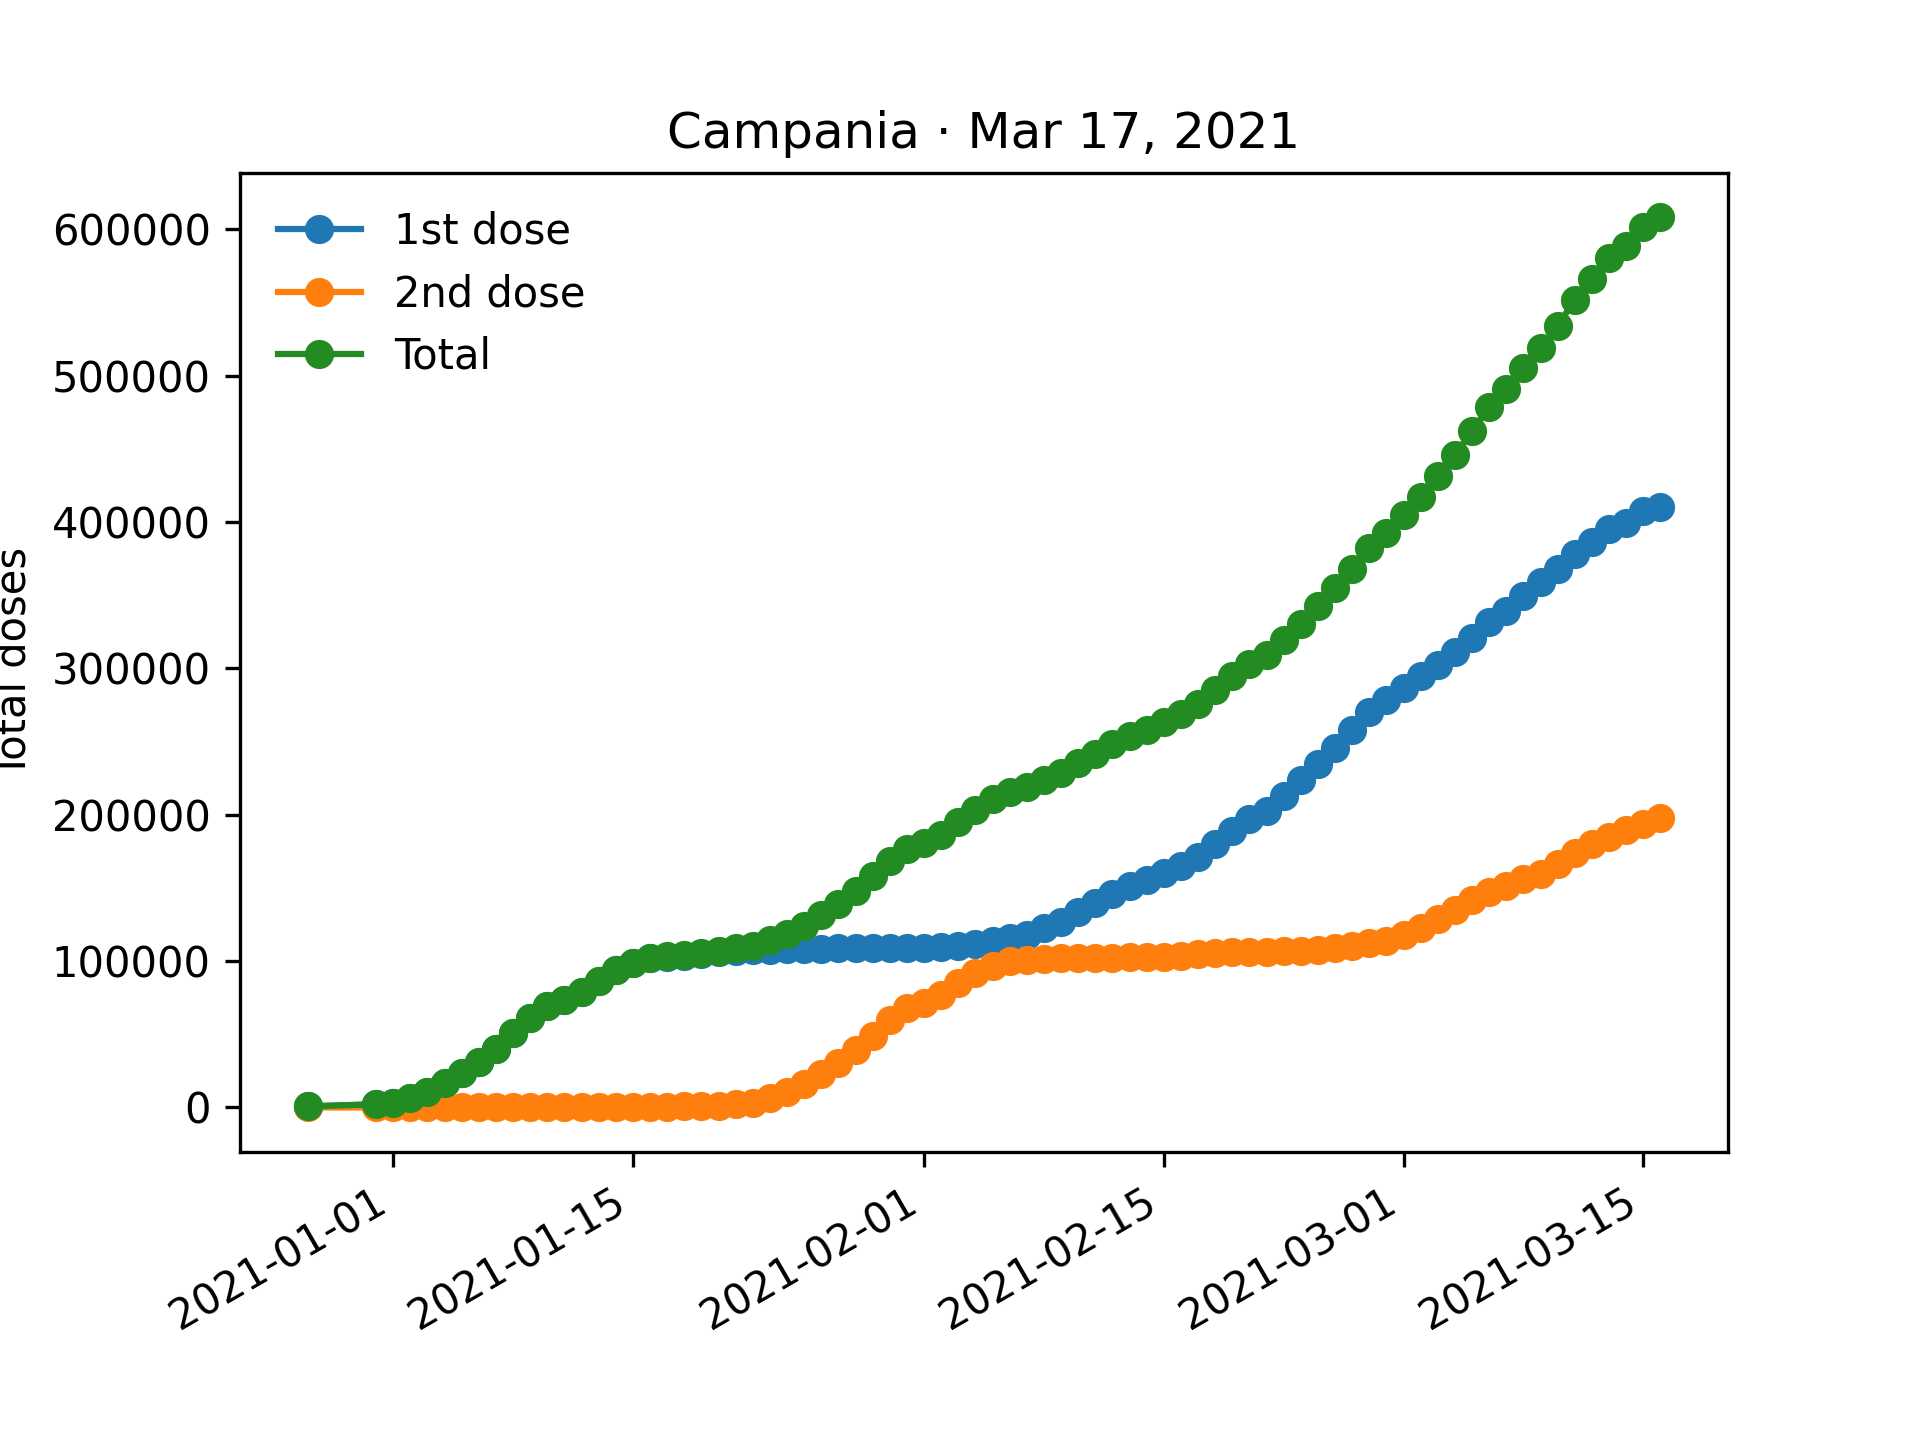 Campania · Mar 17, 2021
1st dose
2nd dose
Total
600000
500000
400000
300000
200000
100000
0
Total doses
2021-01-01
2021-01-15
2021-02-01
2021-02-15
2021-03-01
2021-03-15